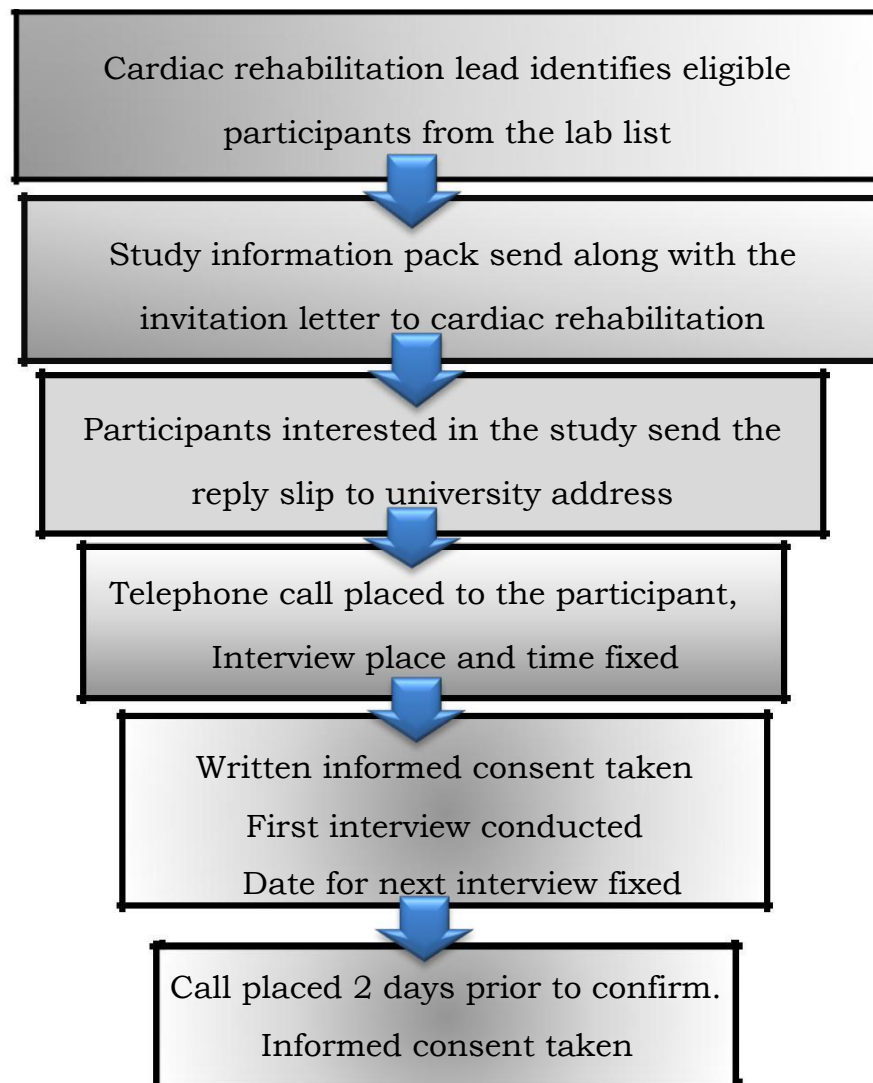 Cardiac rehabilitation lead identifies eligible
participants from the lab list
Study information pack send along with the
invitation letter to cardiac rehabilitation
Participants interested in the study send the
reply slip to university address
Telephone call placed to the participant,
Interview place and time fixed
Written informed consent taken
First interview conducted
Date for next interview fixed
Call placed 2 days prior to confirm.
Informed consent taken